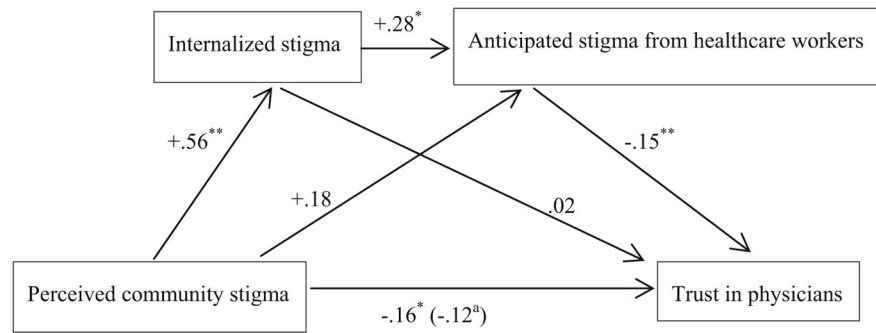 +.28*
Internalized stigma
Anticipated stigma from healthcare workers
+.56**
-.15**
+.18
.02
Perceived community stigma
Trust in physicians
-.16* (-.12ᵃ)